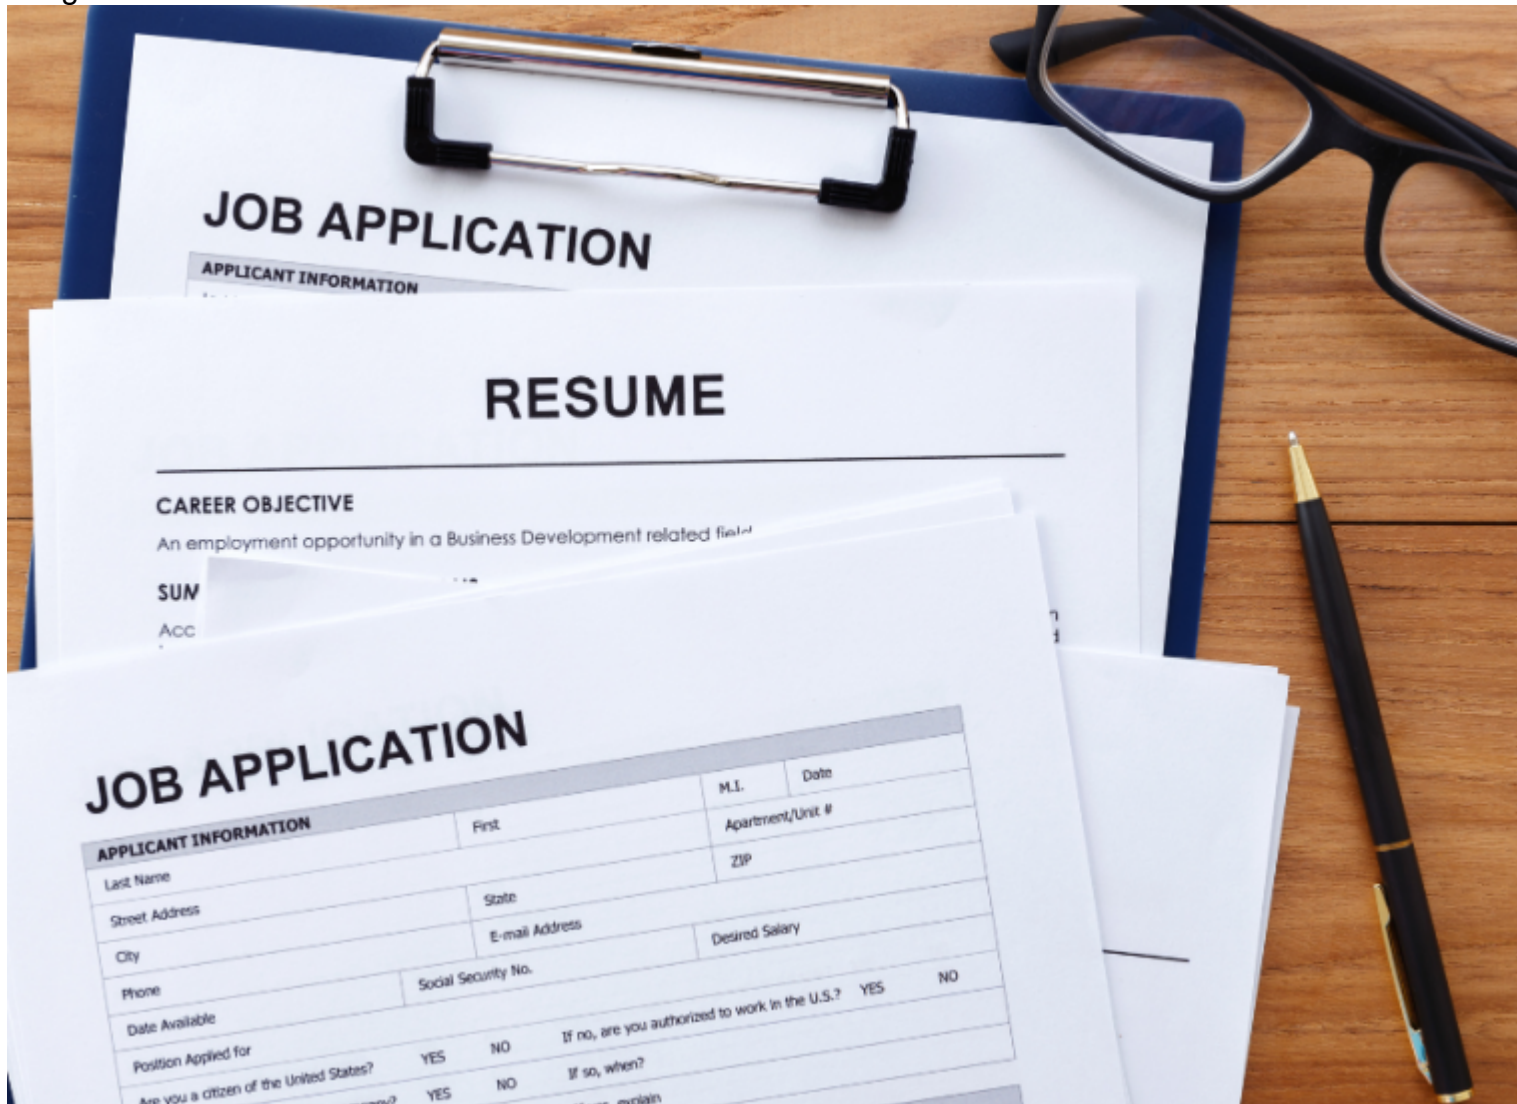 JOB APPLICATION
APPLICANT INFORMATION
RESUME
CAREER OBJECTIVE
An employment opportunity in a Business Development related field
JOB APPLICATION
APPLICANT INFORMATION
Last Name First M.I. Date
Street Address Apartment/Unit #
City State ZIP
Phone E-mail Address
Date Available Social Security No. Desired Salary
Position Applied for
Are you a citizen of the United States? YES NO If no, are you authorized to work in the U.S.? YES NO
YES NO If so, when?
explain